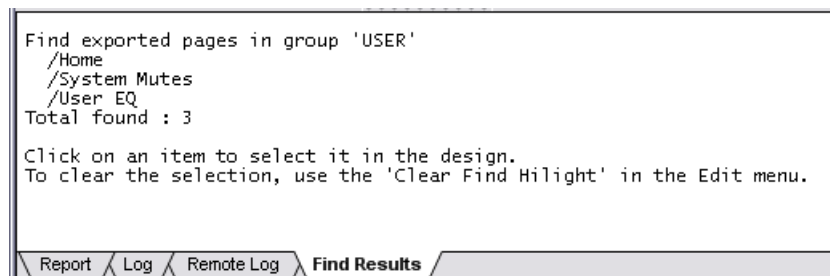 Find exported pages in group 'USER'
/Home
/System Mutes
/User EQ
Total found : 3
Click on an item to select it in the design.
To clear the selection, use the 'Clear Find Hilight' in the Edit menu.
Report Log Remote Log Find Results